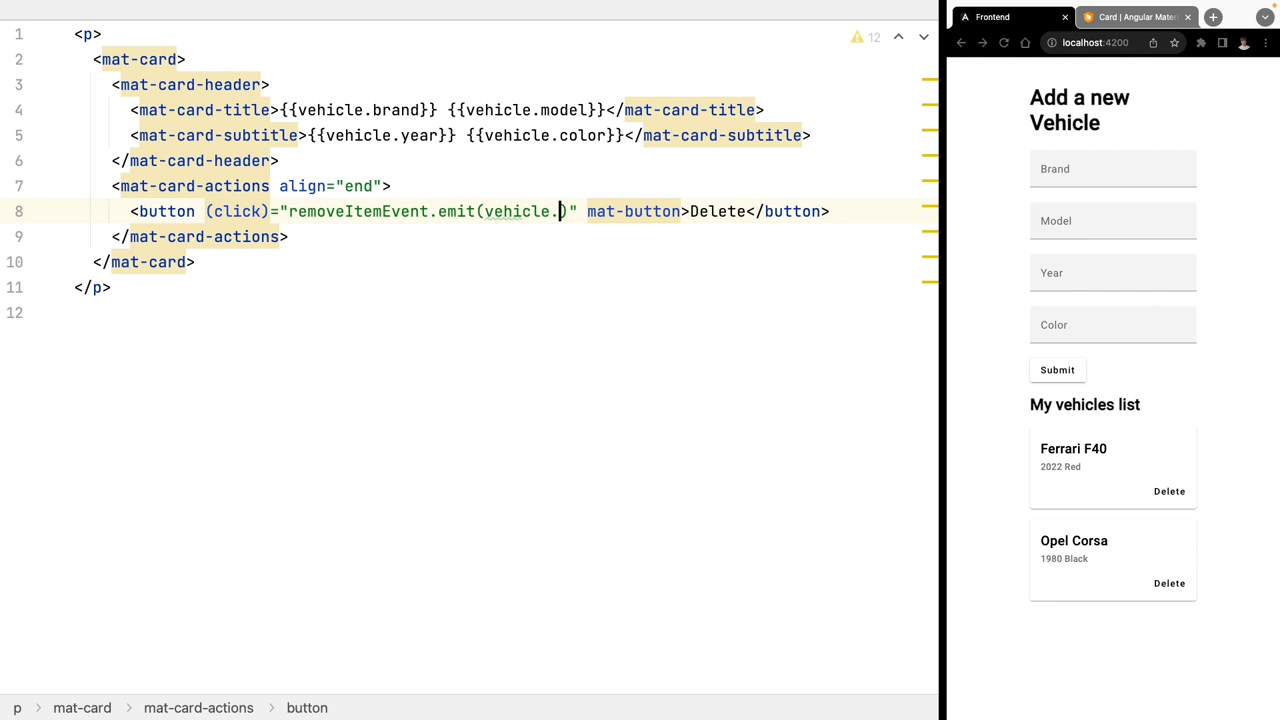 1 <p>
2 <mat-card>
3 <mat-card-header>
4 <mat-card-title>{{vehicle.brand}} {{vehicle.model}}</mat-card-title>
5 <mat-card-subtitle>{{vehicle.year}} {{vehicle.color}}</mat-card-subtitle>
6 </mat-card-header>
7 <mat-card-actions align="end">
8 <button (click)="removeItemEvent.emit(vehicle.)" mat-button>Delete</button>
9 </mat-card-actions>
10 </mat-card>
11 </p>
12
12
p > mat-card > mat-card-actions > button
Frontend
Card | Angular Mater
localhost:4200
Add a new
Vehicle
Brand
Model
Year
Color
Submit
My vehicles list
Ferrari F40
2022 Red
Delete
Opel Corsa
1980 Black
Delete